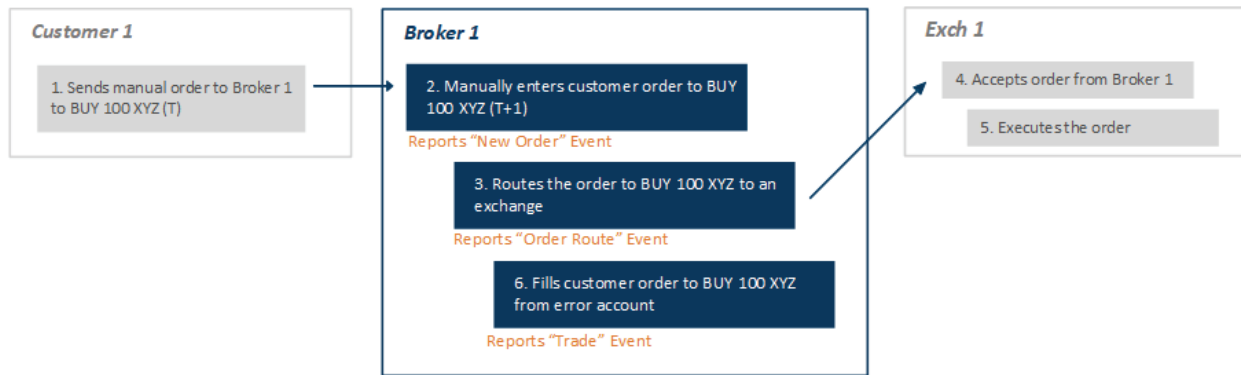 Customer 1
1. Sends manual order to Broker 1
to BUY 100 XYZ (T)
Broker 1
2. Manually enters customer order to BUY
100 XYZ (T+1)
Reports “New Order” Event
3. Routes the order to BUY 100 XYZ to an
exchange
Reports “Order Route” Event
6. Fills customer order to BUY 100 XYZ
from error account
Reports “Trade” Event
Exch 1
4. Accepts order from Broker 1
5. Executes the order